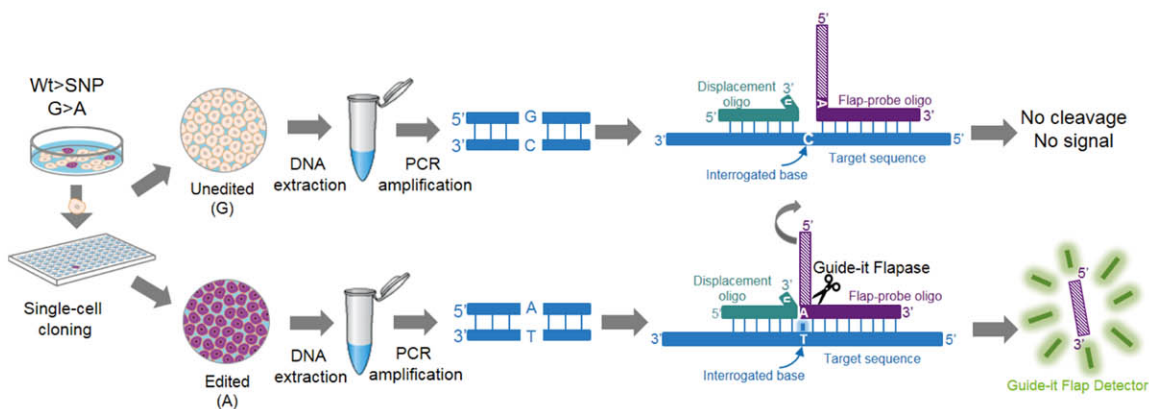 Wt>SNP
G>A
Single-cell
cloning
Unedited
(G)
DNA
extraction
PCR
amplification
5'
G
3'
C
Displacement
oligo
5'
3'
5'
A
Flap-probe oligo
3'
3'
C
5'
Interrogated base
Target sequence
No cleavage
No signal
Edited
(A)
DNA
extraction
PCR
amplification
5'
A
3'
T
5'
Guide-it Flapase
Displacement
oligo
3'
5'
A
Flap-probe oligo
3'
3'
T
5'
Interrogated base
Target sequence
5'
3'
Guide-it Flap Detector